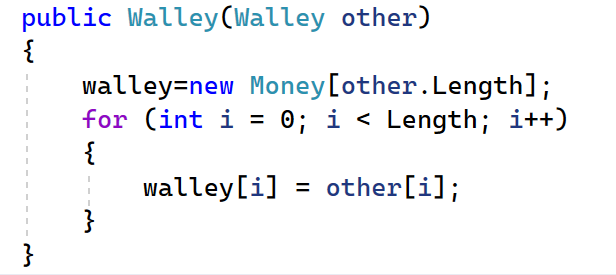 public Walley(Walley other)
{
walley=new Money[other.Length];
for (int i = 0; i < Length; i++)
{
walley[i] = other[i];
}
}